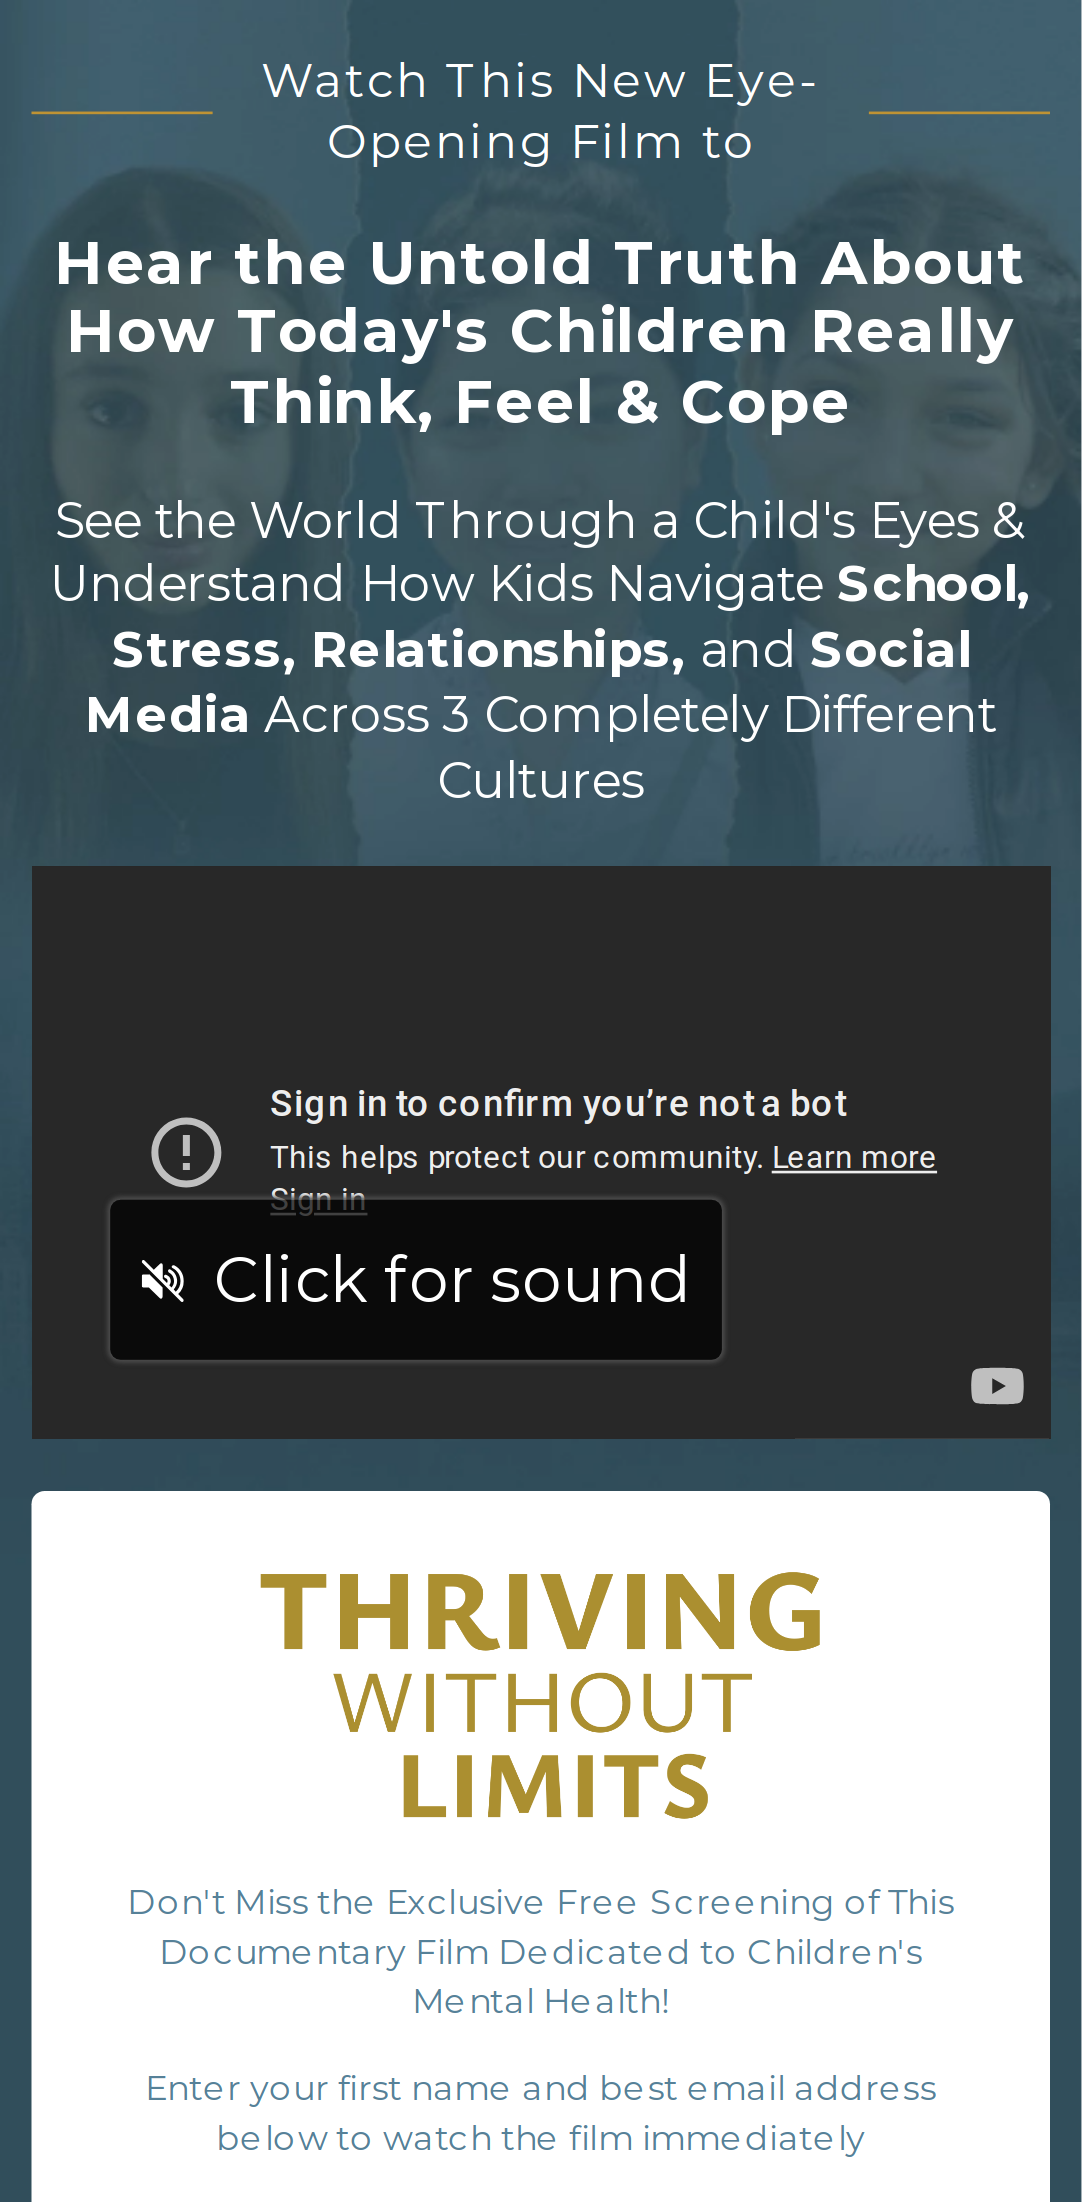 Watch This New Eye-
Opening Film to
Hear the Untold Truth About
How Today's Children Really
Think, Feel & Cope
See the World Through a Child's Eyes &
Understand How Kids Navigate School,
Stress, Relationships, and Social
Media Across 3 Completely Different
Cultures
Sign in to confirm you’re not a bot
This helps protect our community. Learn more
Sign in
Click for sound
THRIVING
WITHOUT
LIMITS
Don't Miss the Exclusive Free Screening of This
Documentary Film Dedicated to Children's
Mental Health!
Enter your first name and best email address
below to watch the film immediately